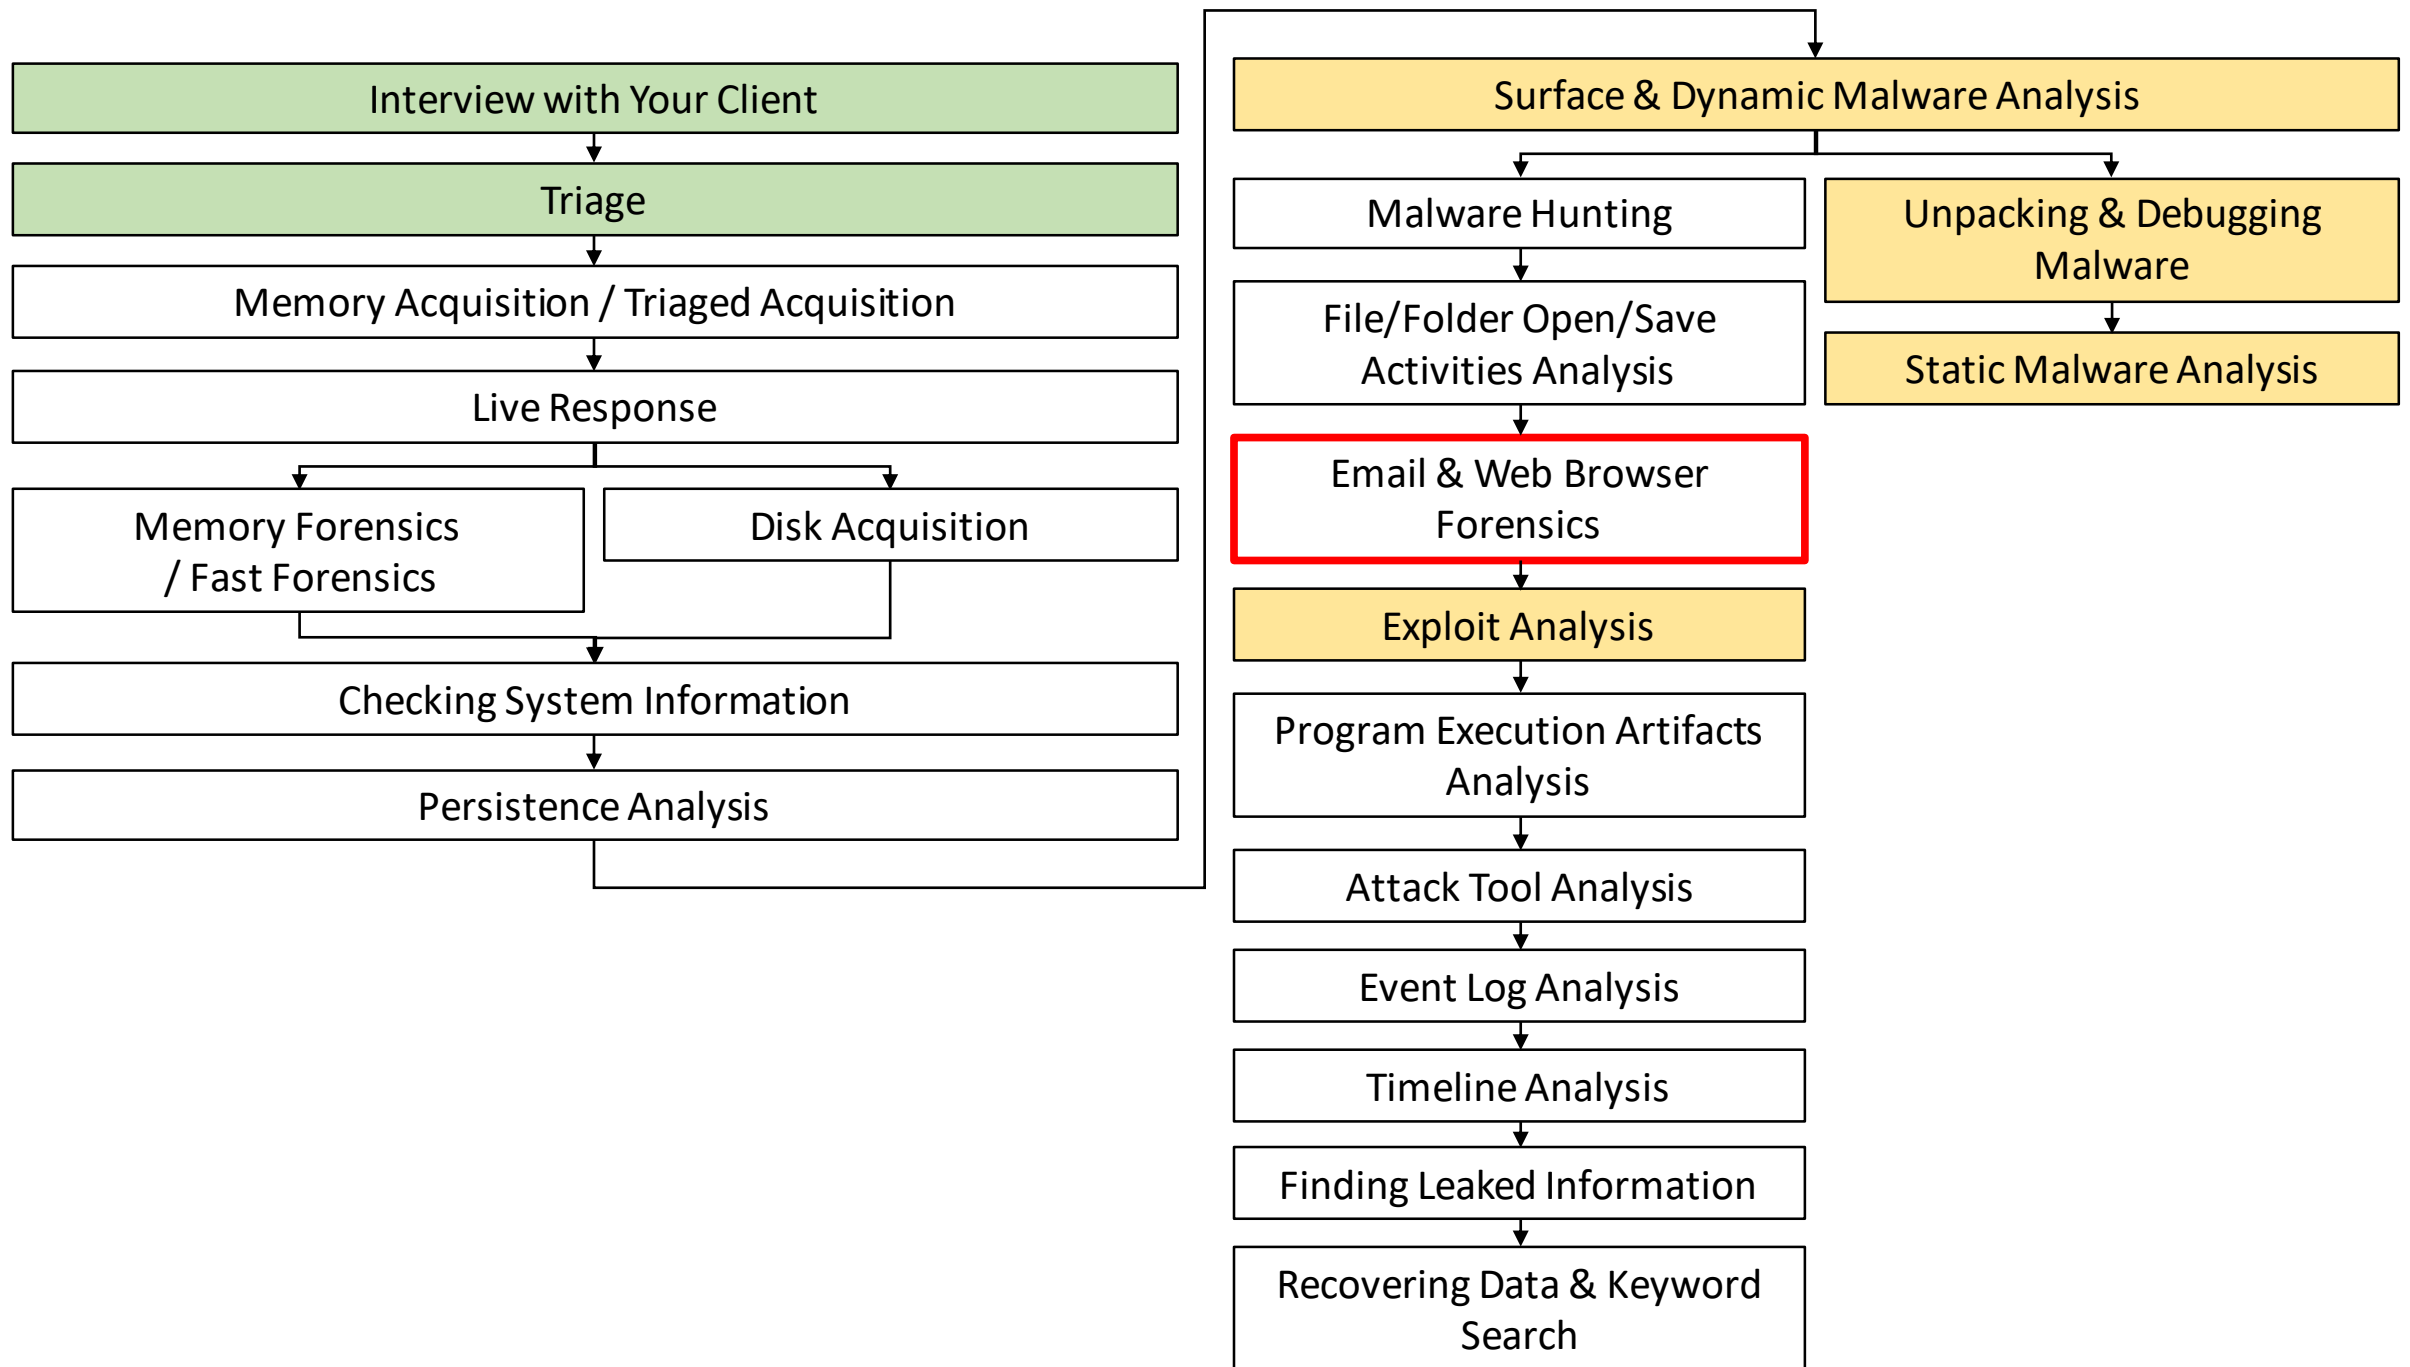 Interview with Your Client
Triage
Memory Acquisition / Triaged Acquisition
Live Response
Memory Forensics
/ Fast Forensics
Disk Acquisition
Checking System Information
Persistence Analysis
Surface & Dynamic Malware Analysis
Malware Hunting
Unpacking & Debugging
Malware
File/Folder Open/Save
Activities Analysis
Static Malware Analysis
Email & Web Browser
Forensics
Exploit Analysis
Program Execution Artifacts
Analysis
Attack Tool Analysis
Event Log Analysis
Timeline Analysis
Finding Leaked Information
Recovering Data & Keyword
Search